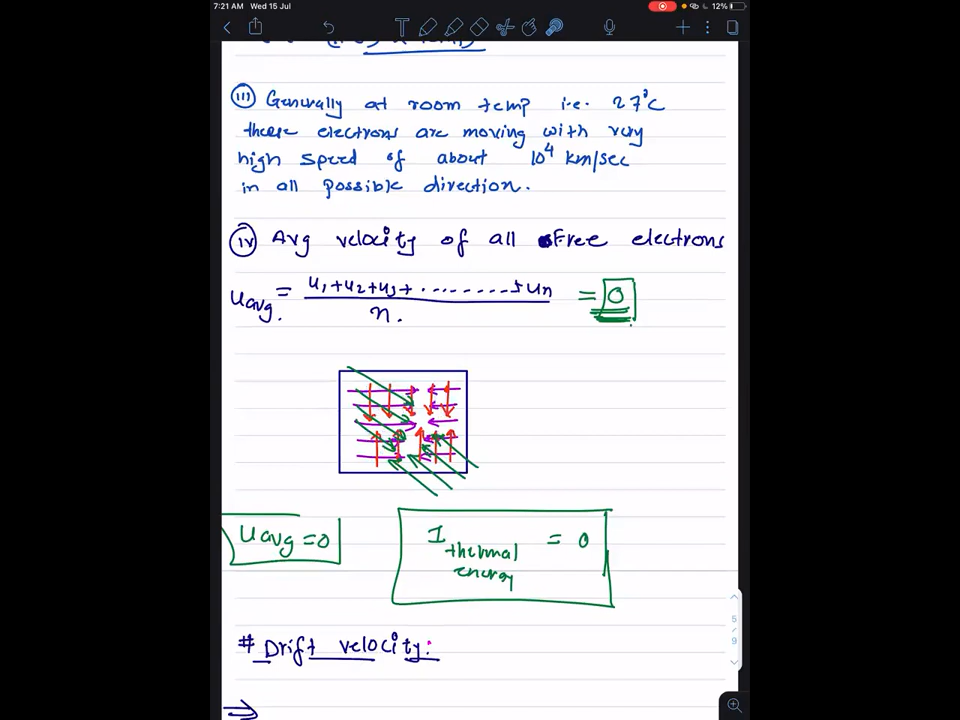 7:21 AM Wed 15 Jul
12%
(iii) Generally at room temp i.e. 27°C
these electrons are moving with very
high speed of about 10⁴ km/sec
in all possible direction.
(iv) Avg velocity of all Free electrons
uavg. = u₁+u₂+u₃+ ..........+un / n. = 0
uavg = 0
I thermal energy = 0
# Drift velocity:
⇒
5
9